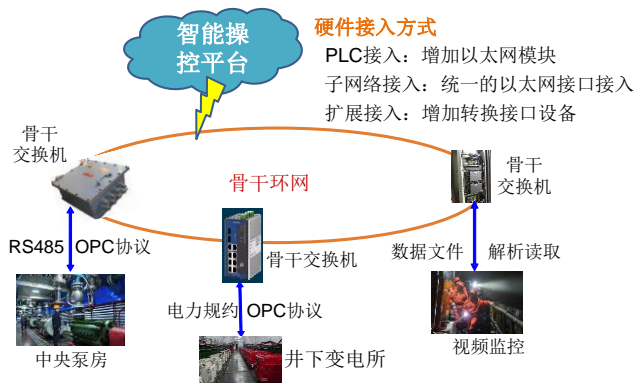 智能操
控平台
硬件接入方式
PLC接入：增加以太网模块
子网络接入：统一的以太网接口接入
扩展接入：增加转换接口设备
骨干
交换机
骨干环网
骨干
交换机
骨干交换机
RS485 OPC协议
数据文件 解析读取
电力规约 OPC协议
中央泵房
井下变电所
视频监控